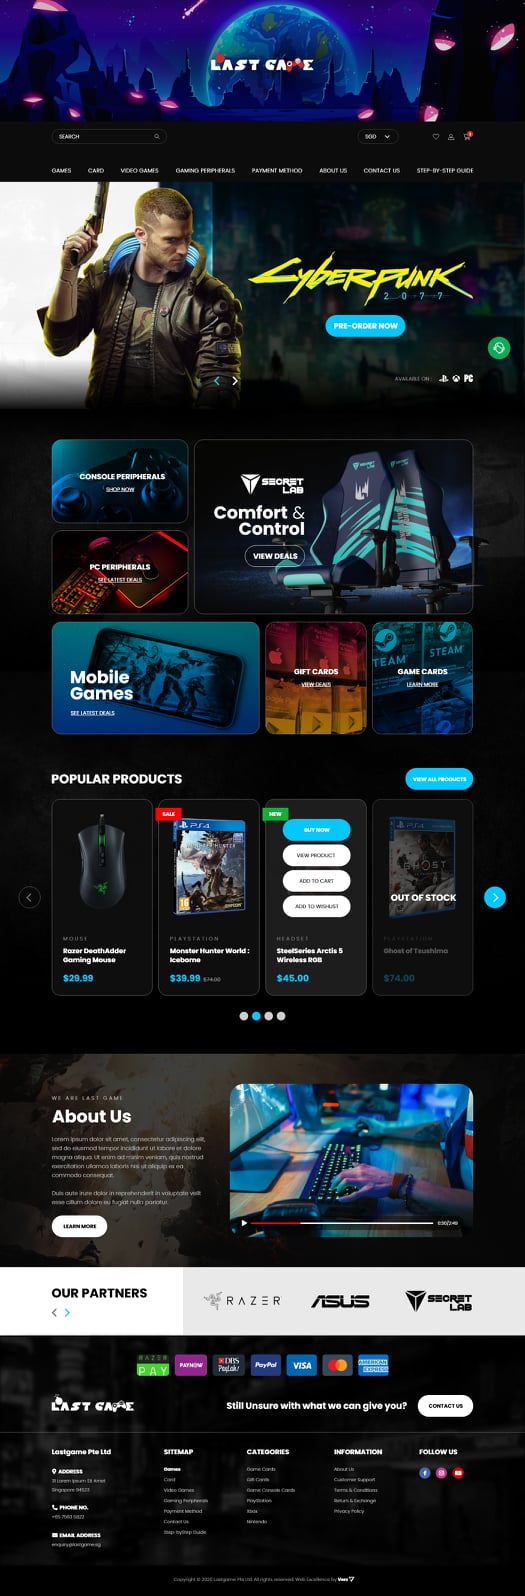 LAST GAME
SEARCH
SGD
GAMES CARD VIDEO GAMES GAMING PERIPHERALS PAYMENT METHOD ABOUT US CONTACT US STEP-BY-STEP GUIDE
CYBERPUNK
2077
PRE-ORDER NOW
AVAILABLE ON : PC
CONSOLE PERIPHERALS
SHOP NOW
SECRET
LAB
Comfort &
Control
VIEW DEALS
PC PERIPHERALS
SEE LATEST DEALS
Mobile
Games
SEE LATEST DEALS
GIFT CARDS
VIEW DEALS
STEAM
STEAM
GAME CARDS
LEARN MORE
POPULAR PRODUCTS
VIEW ALL PRODUCTS
MOUSE
Razer DeathAdder
Gaming Mouse
$29.99
SALE
PS4
MONSTER HUNTER
PLAYSTATION
Monster Hunter World :
Iceborne
$39.99 $74.00
NEW
BUY NOW
VIEW PRODUCT
ADD TO CART
ADD TO WISHLIST
HEADSET
SteelSeries Arctis 5
Wireless RGB
$45.00
PS4
GHOST
OUT OF STOCK
PLAYSTATION
Ghost of Tsushima
$74.00
WE ARE LAST GAME
About Us
Lorem ipsum dolor sit amet, consectetur adipiscing elit,
sed do eiusmod tempor incididunt ut labore et dolore
magna aliqua. Ut enim ad minim veniam, quis nostrud
exercitation ullamco laboris nisi ut aliquip ex ea
commodo consequat.
Duis aute irure dolor in reprehenderit in voluptate velit
esse cillum dolore eu fugiat nulla pariatur.
LEARN MORE
0:50/2:49
OUR PARTNERS
RAZER
ASUS
SECRET
LAB
RAZER
PAY
PAYNOW
DBS
PayLah!
PayPal
VISA
mastercard
AMERICAN
EXPRESS
LAST GAME
Still Unsure with what we can give you?
CONTACT US
Lastgame Pte Ltd
ADDRESS
31 Lorem Ipsum Sit Amet
Singapore 94523
PHONE NO.
+65 7563 5822
EMAIL ADDRESS
enquiry@lastgame.sg
SITEMAP
Games
Card
Video Games
Gaming Peripherals
Payment Method
Contact Us
Step-by-Step Guide
CATEGORIES
Game Cards
Gift Cards
Game Console Cards
PlayStation
Xbox
Nintendo
INFORMATION
About Us
Customer Support
Terms & Conditions
Return & Exchange
Privacy Policy
FOLLOW US
Copyright © 2020 Lastgame Pte Ltd. All rights reserved. Web Excellence by Verz